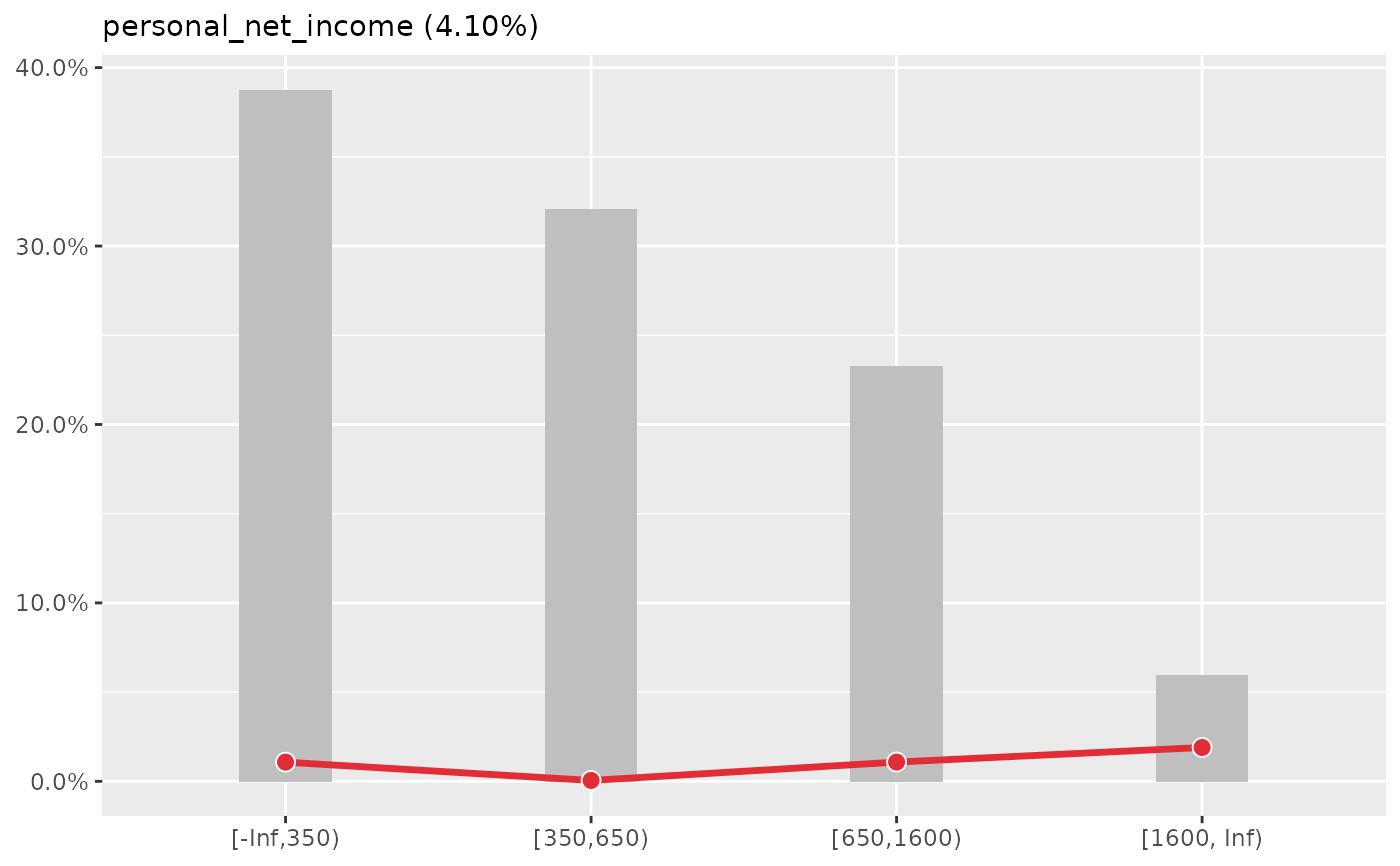 personal_net_income (4.10%)
40.0%
30.0%
20.0%
10.0%
0.0%
[-Inf,350)
[350,650)
[650,1600)
[1600, Inf)